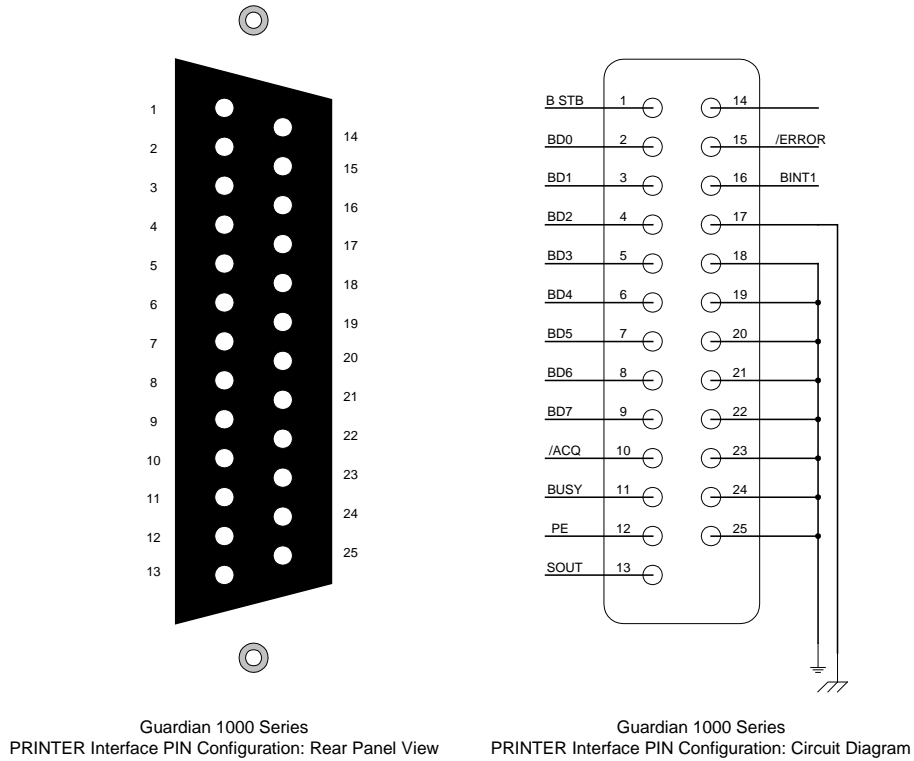 1
2
3
4
5
6
7
8
9
10
11
12
13
14
15
16
17
18
19
20
21
22
23
24
25
B STB 1 14
BD0 2 15 /ERROR
BD1 3 16 BINT1
BD2 4 17
BD3 5 18
BD4 6 19
BD5 7 20
BD6 8 21
BD7 9 22
/ACQ 10 23
BUSY 11 24
PE 12 25
SOUT 13
Guardian 1000 Series
PRINTER Interface PIN Configuration: Rear Panel View
Guardian 1000 Series
PRINTER Interface PIN Configuration: Circuit Diagram